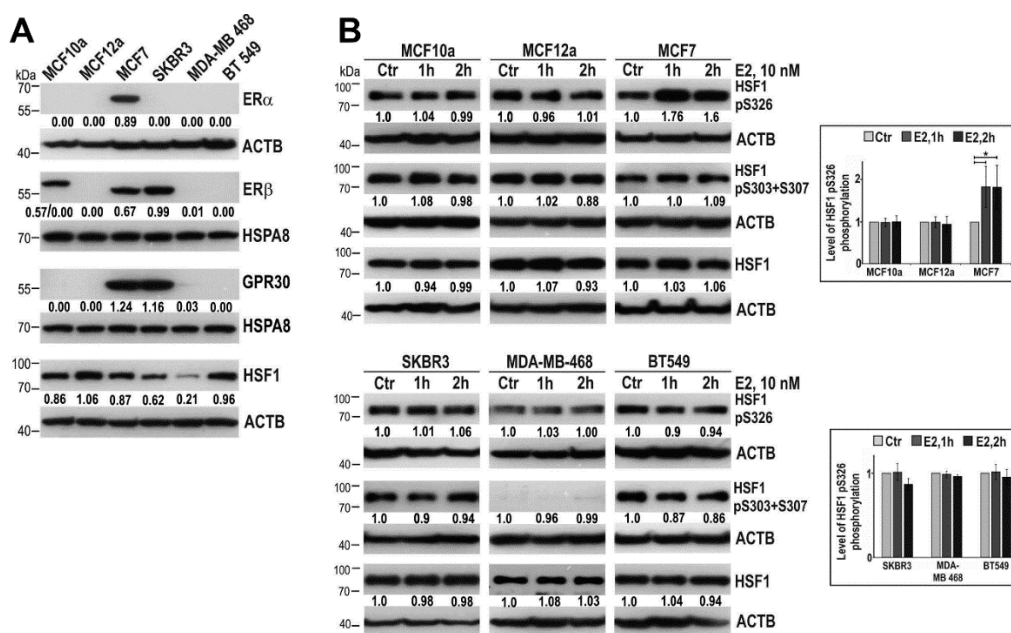 A
MCF10a MCF12a MCF7 SKBR3 MDA-MB 468 BT 549
kDa
70
55
ERα
0.00 0.00 0.89 0.00 0.00 0.00
40
ACTB
55
ERβ
0.57/0.00 0.00 0.67 0.99 0.01 0.00
70
HSPA8
55
GPR30
0.00 0.00 1.24 1.16 0.03 0.00
70
HSPA8
100
70
HSF1
0.86 1.06 0.87 0.62 0.21 0.96
40
ACTB
B
MCF10a MCF12a MCF7
kDa Ctr 1h 2h Ctr 1h 2h Ctr 1h 2h E2, 10 nM
100
70
HSF1
pS326
1.0 1.04 0.99 1.0 0.96 1.01 1.0 1.76 1.6
40
ACTB
100
70
HSF1
pS303+S307
1.0 1.08 0.98 1.0 1.02 0.88 1.0 1.0 1.09
40
ACTB
100
70
HSF1
1.0 0.94 0.99 1.0 1.07 0.93 1.0 1.03 1.06
40
ACTB
Ctr E2,1h E2,2h
Level of HSF1 pS326
phosphorylation
2
1
0
*
MCF10a MCF12a MCF7
SKBR3 MDA-MB-468 BT549
Ctr 1h 2h Ctr 1h 2h Ctr 1h 2h E2, 10 nM
100
70
HSF1
pS326
1.0 1.01 1.06 1.0 1.03 1.00 1.0 0.9 0.94
40
ACTB
100
70
HSF1
pS303+S307
1.0 0.9 0.94 1.0 0.96 0.99 1.0 0.87 0.86
40
ACTB
100
70
HSF1
1.0 0.98 0.98 1.0 1.08 1.03 1.0 1.04 0.94
40
ACTB
Ctr E2,1h E2,2h
Level of HSF1 pS326
phosphorylation
1
0
SKBR3 MDA-
MB 468 BT549